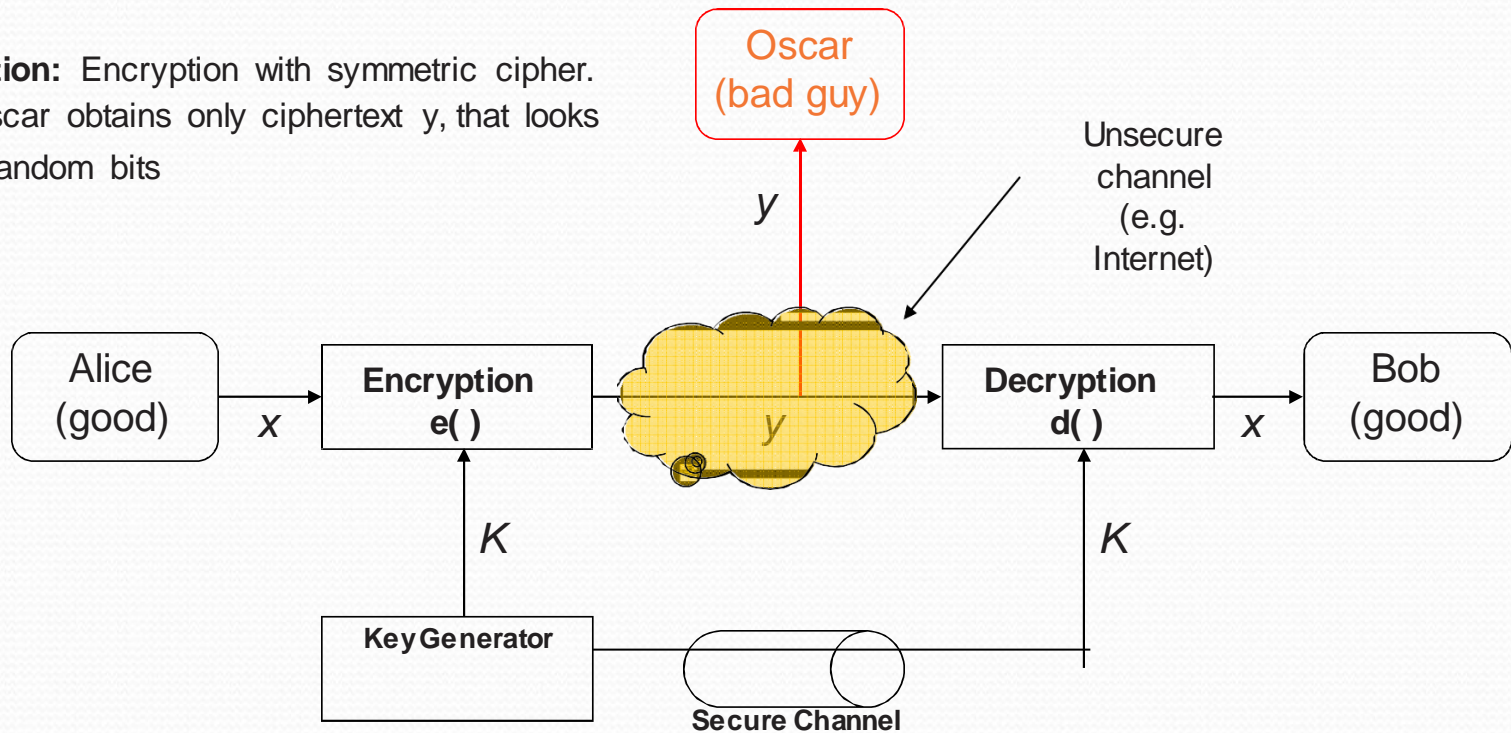 tion: Encryption with symmetric cipher.
scar obtains only ciphertext y, that looks
andom bits
Oscar
(bad guy)
Unsecure
channel
(e.g.
Internet)
y
Alice
(good)
x
Encryption
e( )
y
Decryption
d( )
x
Bob
(good)
K
K
Key Generator
Secure Channel